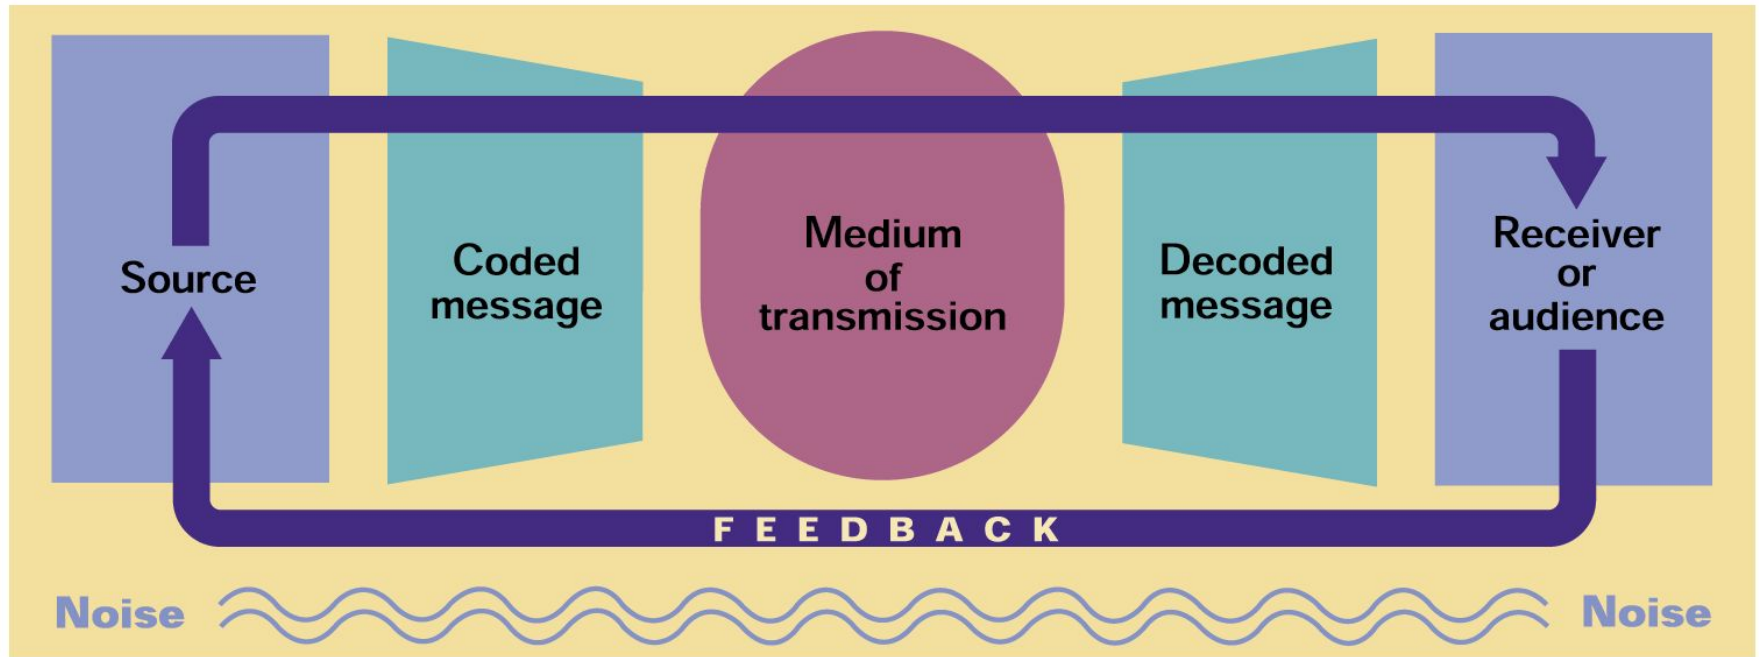 Source
Coded
message
Medium
of
transmission
Decoded
message
Receiver
or
audience
FEEDBACK
Noise
Noise